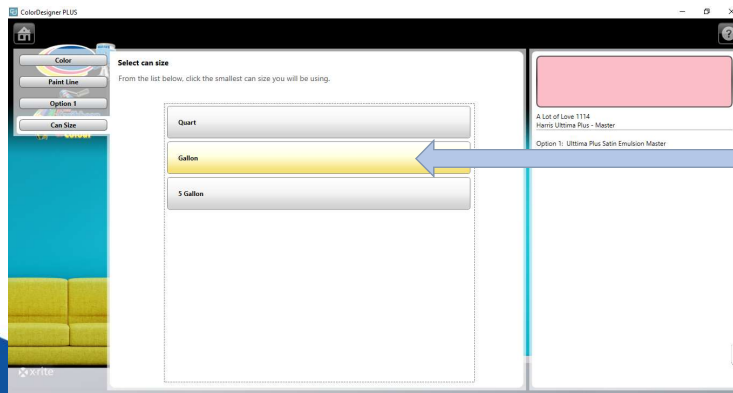 ColorDesigner PLUS
Color
Paint Line
Option 1
Can Size
Select can size
From the list below, click the smallest can size you will be using.
Quart
Gallon
5 Gallon
A Lot of Love 1114
Harris Ulttima Plus - Master
Option 1: Ulttima Plus Satin Emulsion Master
x·rite